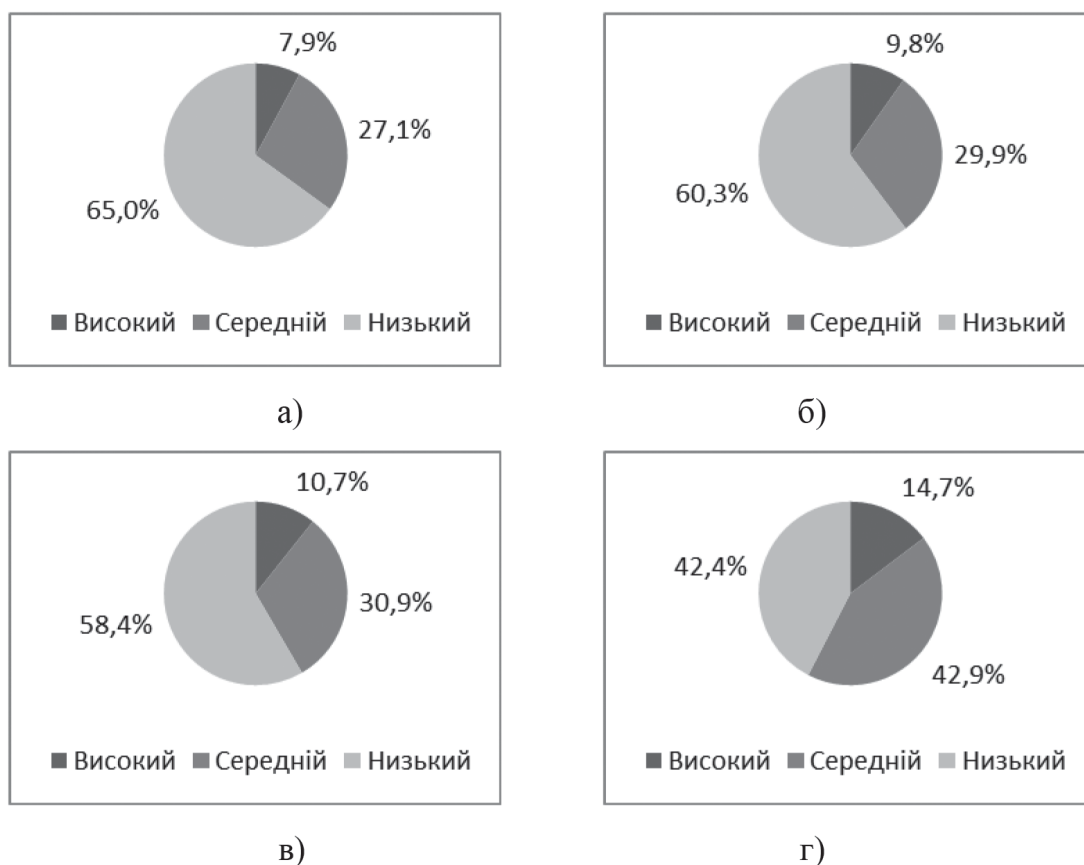 7,9%
27,1%
65,0%
Високий Середній Низький
а)
9,8%
29,9%
60,3%
Високий Середній Низький
б)
10,7%
30,9%
58,4%
Високий Середній Низький
в)
14,7%
42,4%
42,9%
Високий Середній Низький
г)